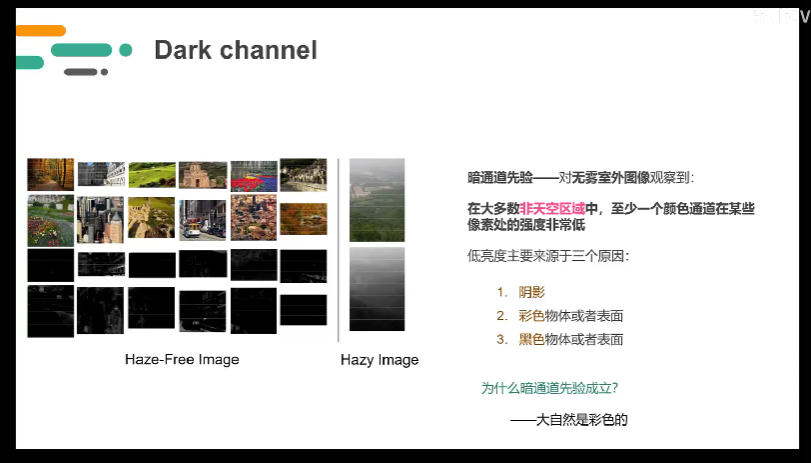 Dark channel
暗通道先验——对无雾室外图像观察到：
在大多数非天空区域中，至少一个颜色通道在某些
像素处的强度非常低
低亮度主要来源于三个原因：
1. 阴影
2. 彩色物体或者表面
3. 黑色物体或者表面
Haze-Free Image
Hazy Image
为什么暗通道先验成立？
——大自然是彩色的